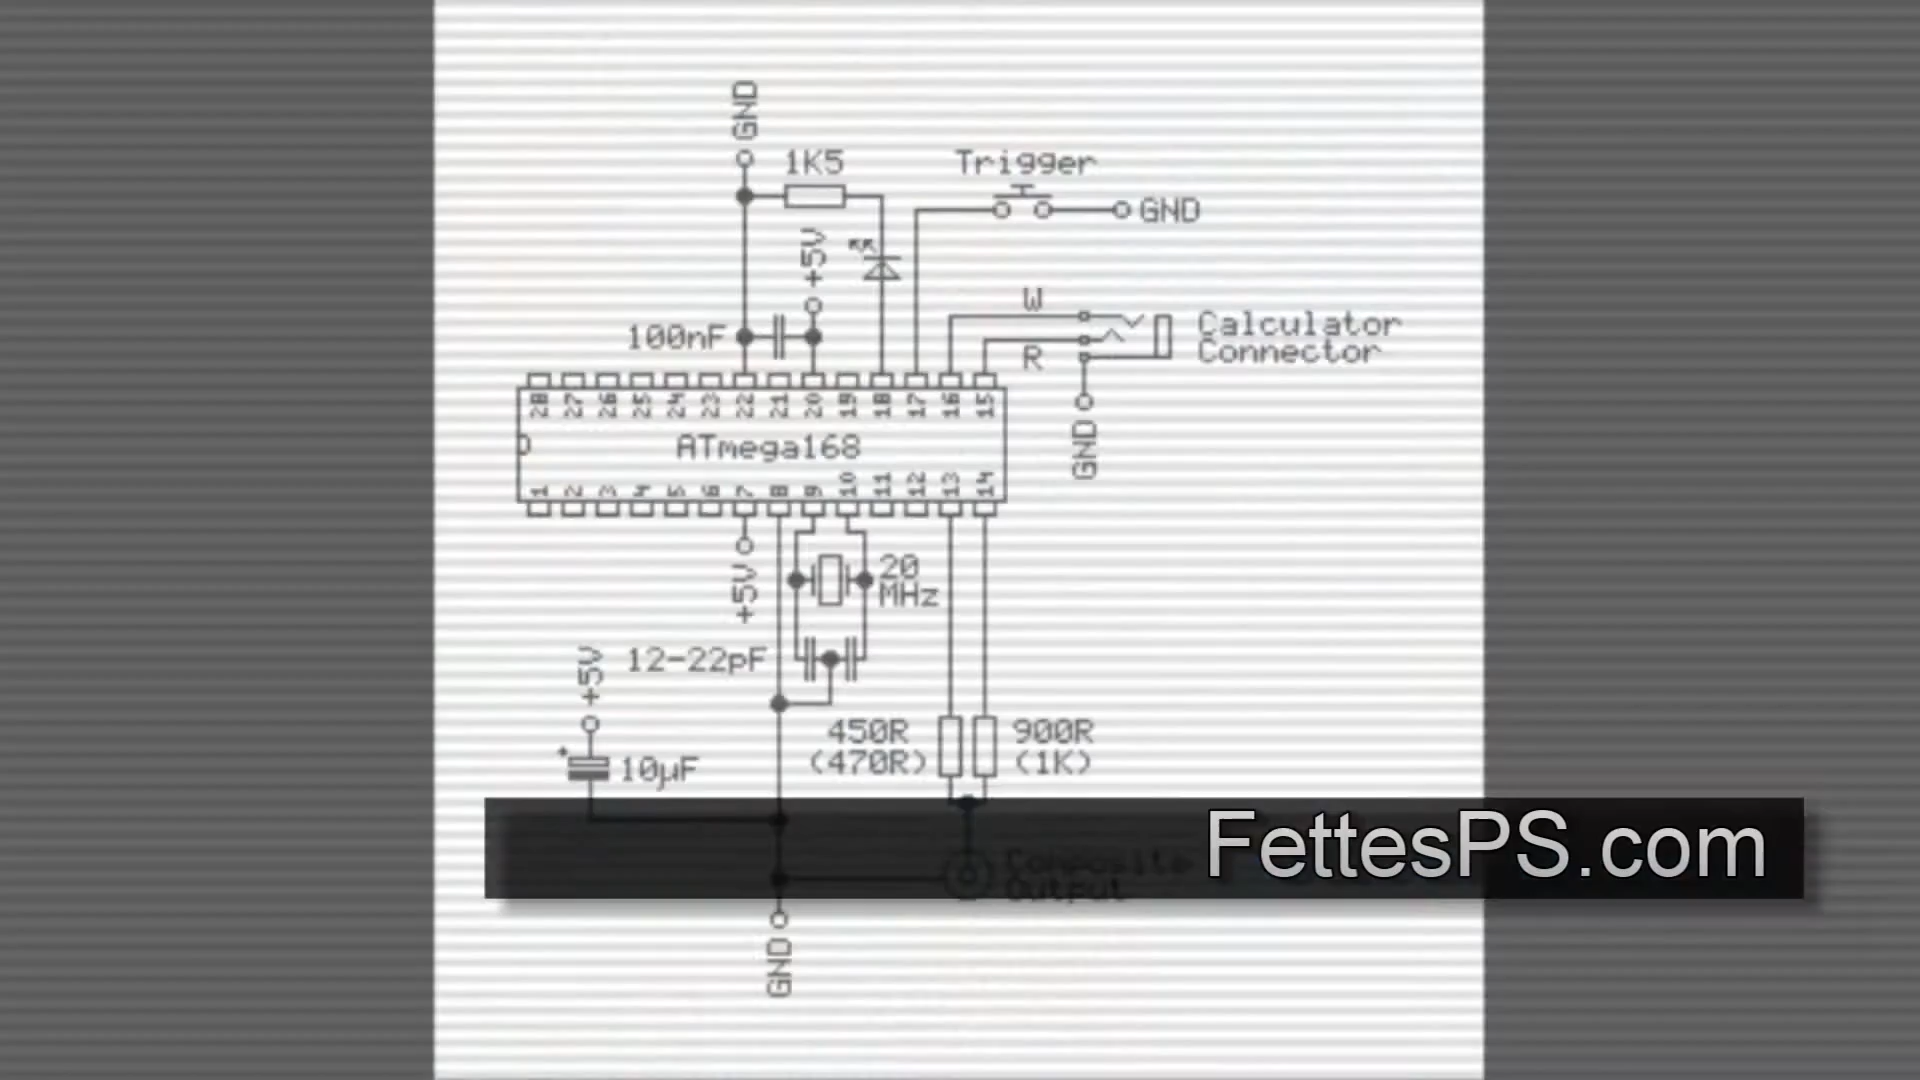 GND
1K5
Trigger
GND
+5V
W
100nF
R
Calculator
Connector
GND
28 27 26 25 24 23 22 21 20 19 18 17 16 15
ATmega168
1 2 3 4 5 6 7 8 9 10 11 12 13 14
+5V
20
MHz
+5V
12-22pF
450R
(470R)
900R
(1K)
+
10µF
FettesPS.com
Composite
Output
GND